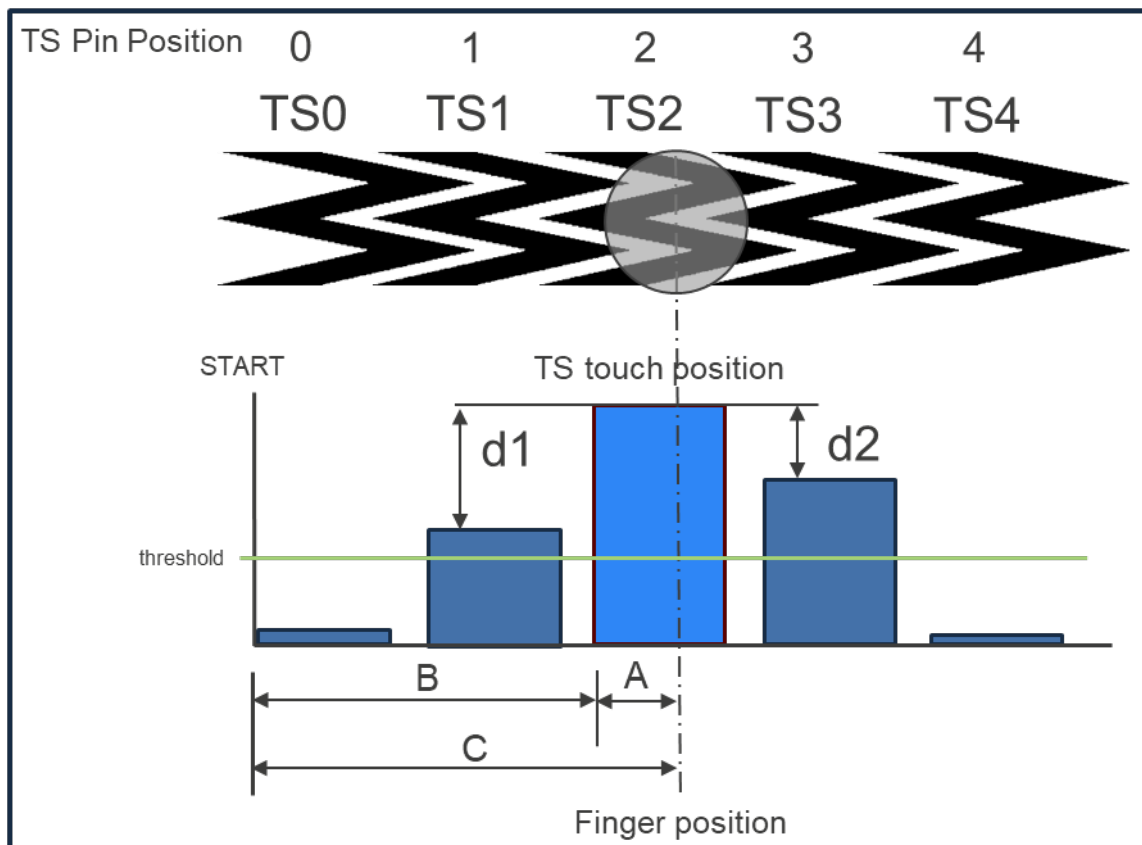 TS Pin Position 0 1 2 3 4
TS0 TS1 TS2 TS3 TS4
START
TS touch position
d1 d2
threshold
B A
C
Finger position